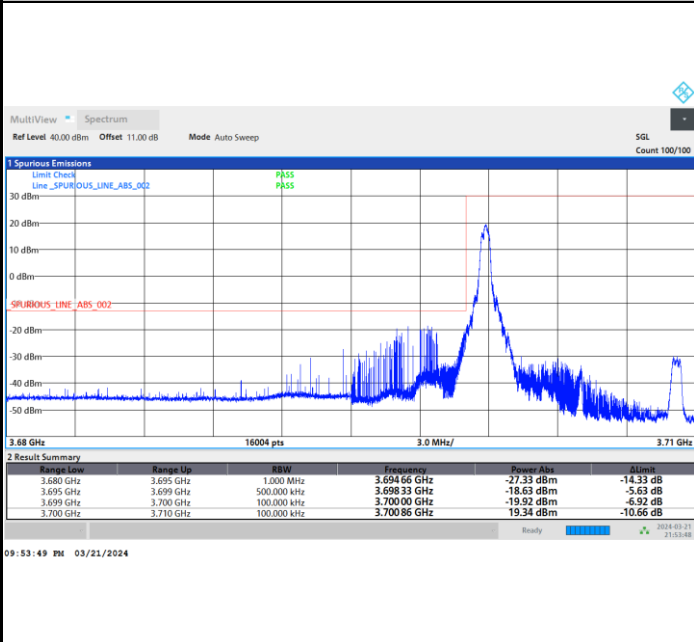 MultiView Spectrum
Ref Level 40.00 dBm Offset 11.00 dB Mode Auto Sweep SGL
Count 100/100
1 Spurious Emissions
Limit Check PASS
Line _SPURIOUS_LINE_ABS_002 PASS
30 dBm
20 dBm
10 dBm
0 dBm
_SPURIOUS_LINE_ABS_002
-20 dBm
-30 dBm
-40 dBm
-50 dBm
3.68 GHz 16004 pts 3.0 MHz/ 3.71 GHz
2 Result Summary
Range Low Range Up RBW Frequency Power Abs ΔLimit
3.680 GHz 3.695 GHz 1.000 MHz 3.694 66 GHz -27.33 dBm -14.33 dB
3.695 GHz 3.699 GHz 500.000 kHz 3.698 33 GHz -18.63 dBm -5.63 dB
3.699 GHz 3.700 GHz 100.000 kHz 3.700 00 GHz -19.92 dBm -6.92 dB
3.700 GHz 3.710 GHz 100.000 kHz 3.700 86 GHz 19.34 dBm -10.66 dB
Ready 2024-03-21
21:53:48
09:53:49 PM 03/21/2024